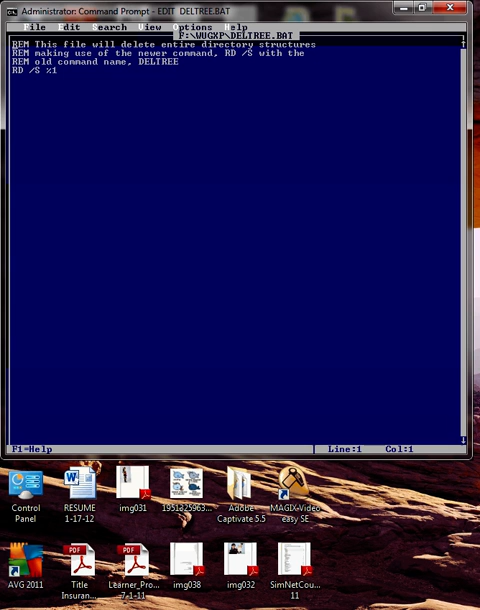 Administrator: Command Prompt - EDIT DELTREE.BAT
File Edit Search View Options Help
F:\WUGXP\DELTREE.BAT
REM This file will delete entire directory structures
REM making use of the newer command, RD /S with the
REM old command name, DELTREE
RD /S %1
F1=Help Line:1 Col:1
Control Panel
RESUME 1-17-12
img031
1951325963...
Adobe Captivate 5.5
MAGIX Video easy SE
AVG 2011
Title Insuran...
Learner_Pro... 7-1-11
img038
img032
SimNetCou... 11